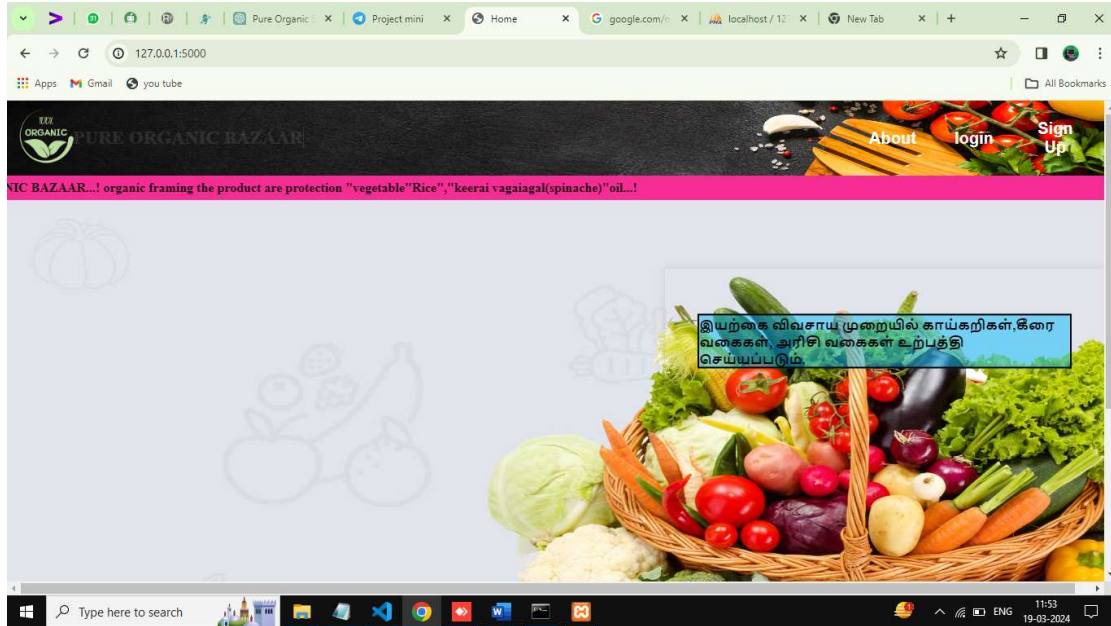 Pure Organic
Project mini
Home
google.com/
localhost / 12
New Tab
127.0.0.1:5000
Apps
Gmail
you tube
All Bookmarks
100%
ORGANIC
PURE ORGANIC BAZAAR
About
login
Sign
Up
NIC BAZAAR...! organic framing the product are protection "vegetable"Rice","keerai vagaiagal(spinache)"oil...!
இயற்கை விவசாய முறையில் காய்கறிகள்,கீரை
வகைகள், அரிசி வகைகள் உற்பத்தி
செய்யப்படும்.
Type here to search
ENG
11:53
19-03-2024